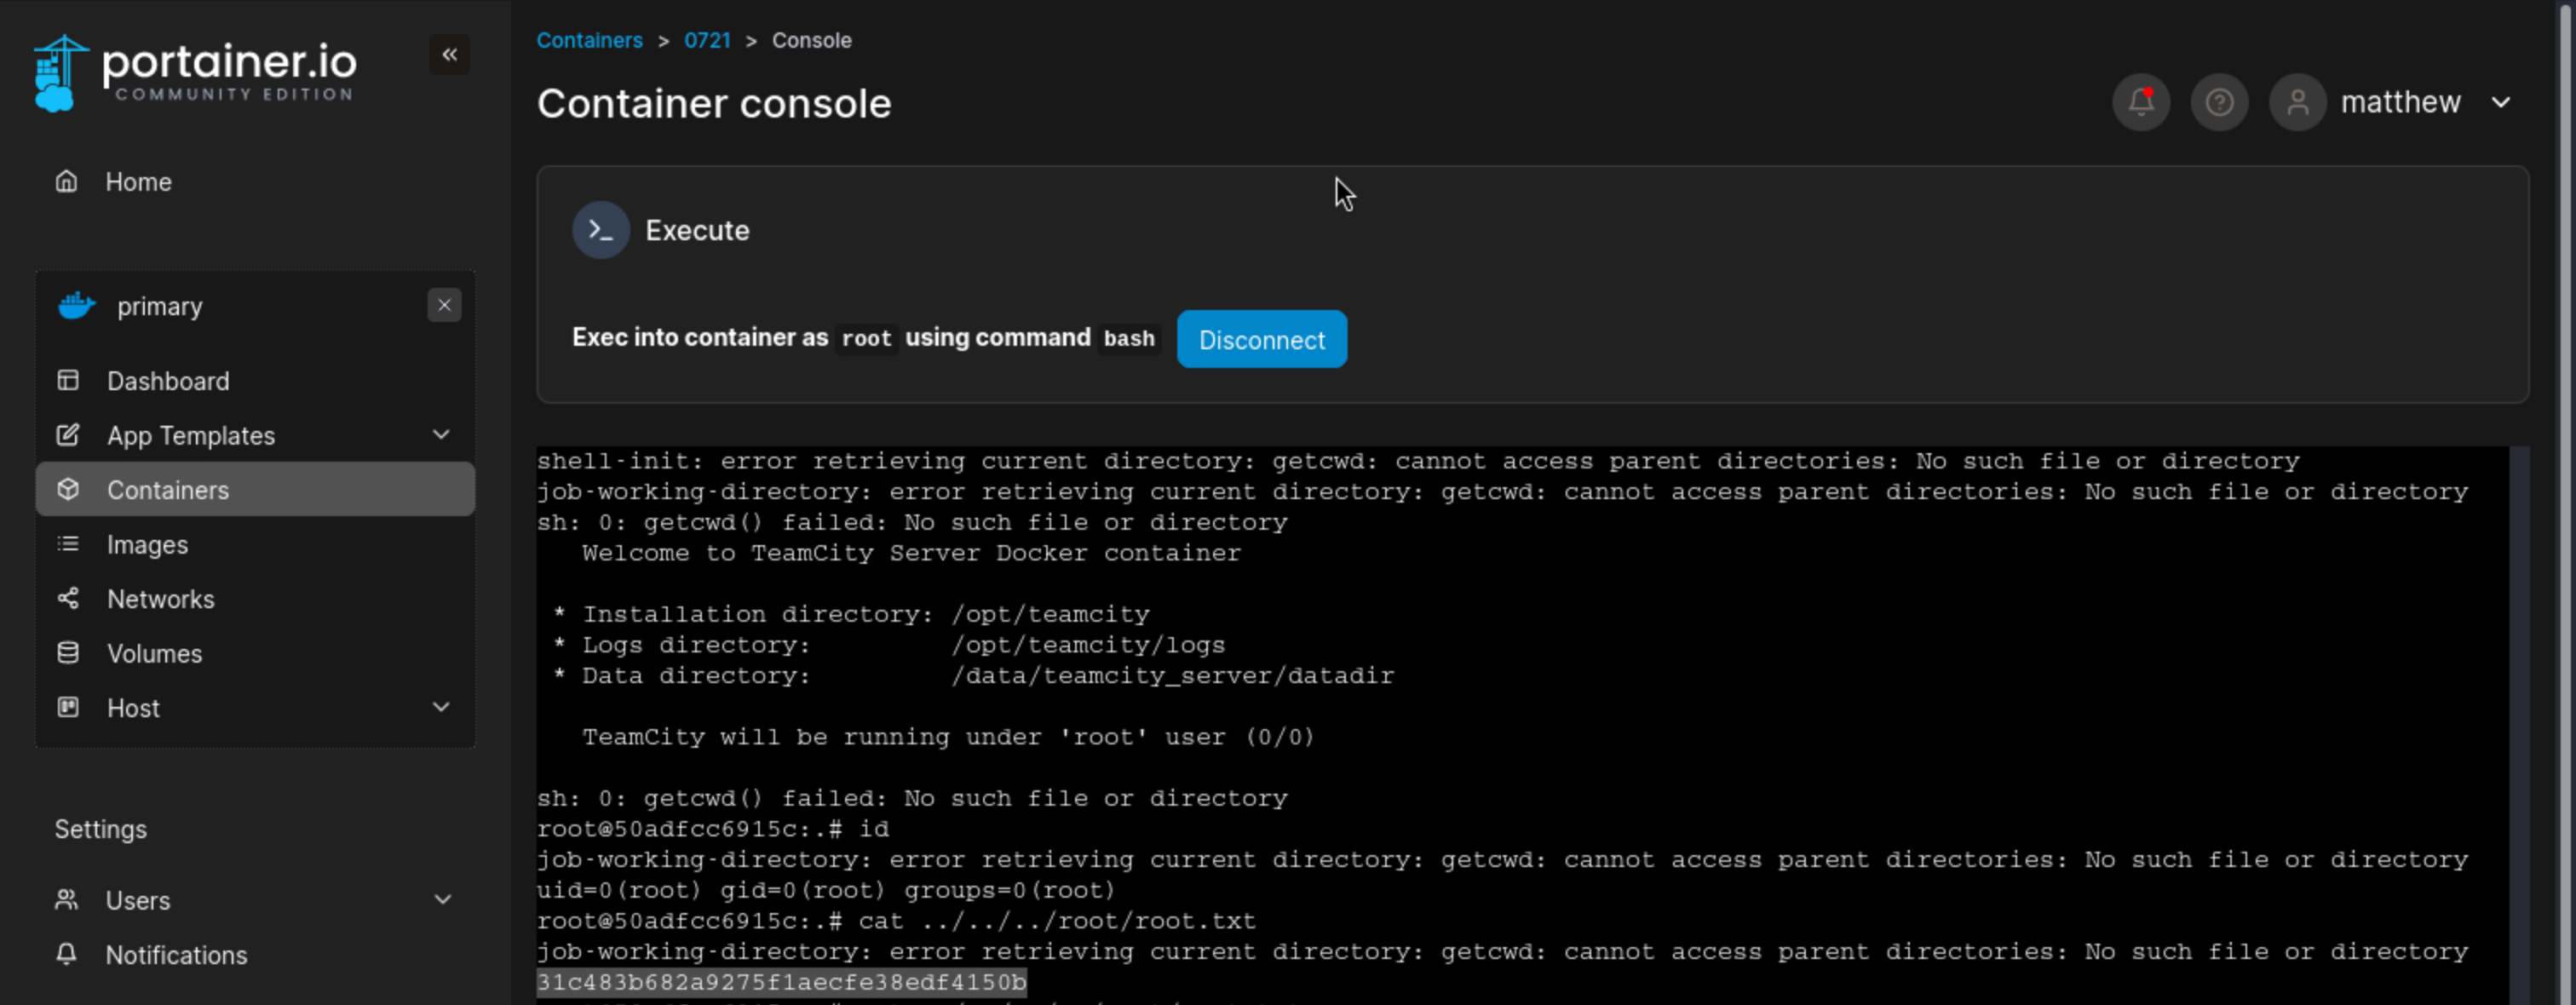 portainer.io
COMMUNITY EDITION
Home
primary
Dashboard
App Templates
Containers
Images
Networks
Volumes
Host
Settings
Users
Notifications
Containers > 0721 > Console
Container console
matthew
>_ Execute
Exec into container as root using command bash Disconnect
shell-init: error retrieving current directory: getcwd: cannot access parent directories: No such file or directory
job-working-directory: error retrieving current directory: getcwd: cannot access parent directories: No such file or directory
sh: 0: getcwd() failed: No such file or directory
Welcome to TeamCity Server Docker container
* Installation directory: /opt/teamcity
* Logs directory: /opt/teamcity/logs
* Data directory: /data/teamcity_server/datadir
TeamCity will be running under 'root' user (0/0)
sh: 0: getcwd() failed: No such file or directory
root@50adfcc6915c:.# id
job-working-directory: error retrieving current directory: getcwd: cannot access parent directories: No such file or directory
uid=0(root) gid=0(root) groups=0(root)
root@50adfcc6915c:.# cat ../../../root/root.txt
job-working-directory: error retrieving current directory: getcwd: cannot access parent directories: No such file or directory
31c483b682a9275f1aecfe38edf4150b